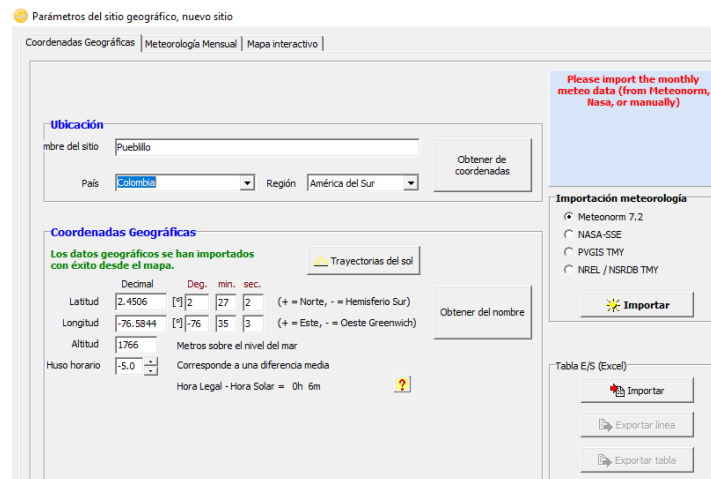 Parámetros del sitio geográfico, nuevo sitio
Coordenadas Geográficas Meteorología Mensual Mapa interactivo
Please import the monthly
meteo data (from Meteonorm,
Nasa, or manually)
Ubicación
mbre del sitio Pueblillo
Obtener de
coordenadas
País Colombia Región América del Sur
Importación meteorología
Meteonorm 7.2
NASA-SSE
PVGIS TMY
NREL / NSRDB TMY
Importar
Coordenadas Geográficas
Los datos geográficos se han importados
con éxito desde el mapa.
Trayectorias del sol
Decimal Deg. min. sec.
Latitud 2.4506 [°] 2 27 2 (+ = Norte, - = Hemisferio Sur)
Longitud -76.5844 [°] -76 35 3 (+ = Este, - = Oeste Greenwich)
Obtener del nombre
Altitud 1766 Metros sobre el nivel del mar
Huso horario -5.0 Corresponde a una diferencia media
Hora Legal - Hora Solar = 0h 6m ?
Tabla E/S (Excel)
Importar
Exportar línea
Exportar tabla